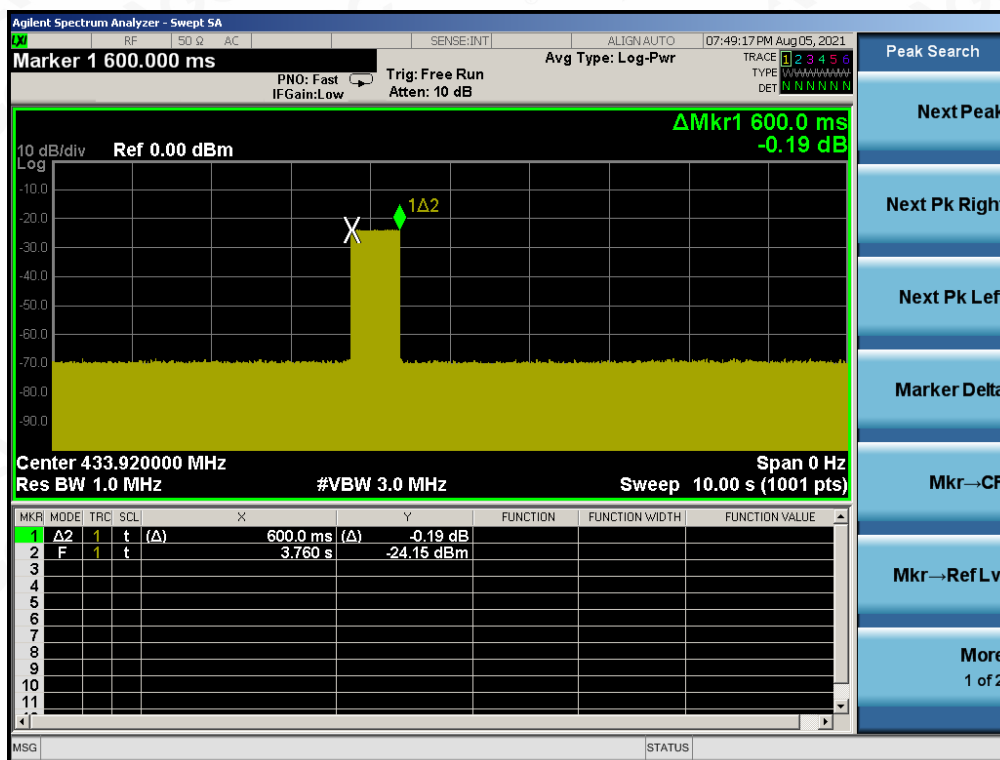 Agilent Spectrum Analyzer - Swept SA
LXI RF 50 Ω AC SENSE:INT ALIGN AUTO 07:49:17 PM Aug 05, 2021
Marker 1 600.000 ms
PNO: Fast
IFGain:Low
Trig: Free Run
Atten: 10 dB
Avg Type: Log-Pwr
TRACE 1 2 3 4 5 6
TYPE WWWWWW
DET N N N N N N
ΔMkr1 600.0 ms
-0.19 dB
10 dB/div Ref 0.00 dBm
Log
-10.0
-20.0
-30.0
-40.0
-50.0
-60.0
-70.0
-80.0
-90.0
X
1Δ2
Center 433.920000 MHz Span 0 Hz
Res BW 1.0 MHz #VBW 3.0 MHz Sweep 10.00 s (1001 pts)
MKR MODE TRC SCL X Y FUNCTION FUNCTION WIDTH FUNCTION VALUE
1 Δ2 1 t (Δ) 600.0 ms (Δ) -0.19 dB
2 F 1 t 3.760 s -24.15 dBm
3
4
5
6
7
8
9
10
11
MSG STATUS
Peak Search
Next Peak
Next Pk Right
Next Pk Lef
Marker Delta
Mkr→CF
Mkr→Ref Lv
More
1 of 2